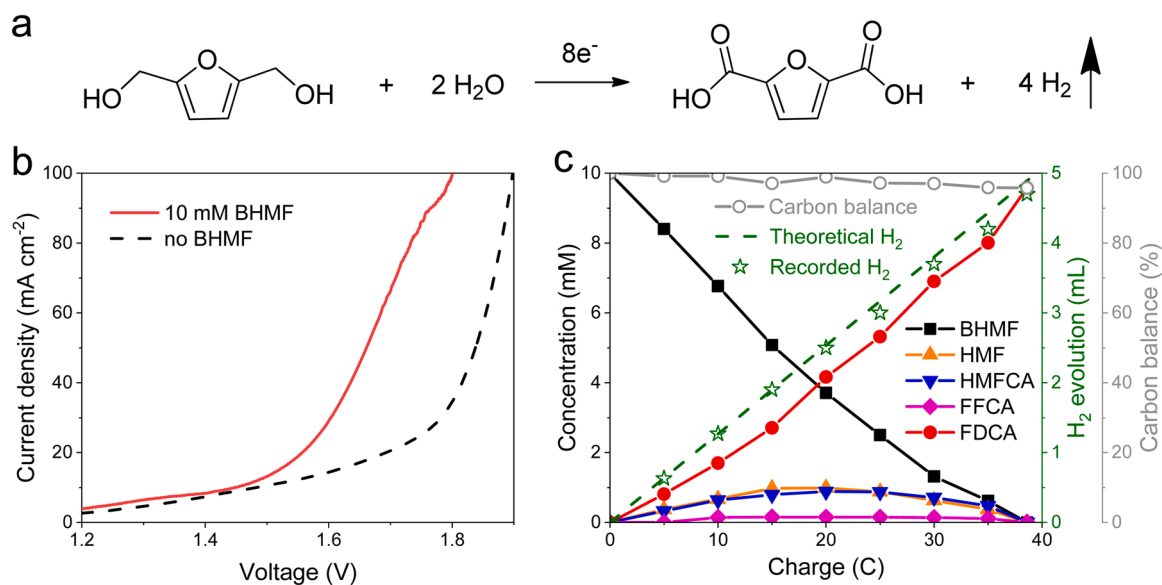 a
HO O OH + 2 H₂O 8e⁻ O HO O O OH + 4 H₂
b
Current density (mA cm⁻²)
100
80
60
40
20
0
10 mM BHMF
no BHMF
1.2 1.4 1.6 1.8
Voltage (V)
c
Concentration (mM)
10
8
6
4
2
0
Carbon balance
Theoretical H₂
Recorded H₂
BHMF
HMF
HMFCA
FFCA
FDCA
0 10 20 30 40
Charge (C)
5
4
3
2
1
0
H₂ evolution (mL)
100
80
60
40
20
0
Carbon balance (%)